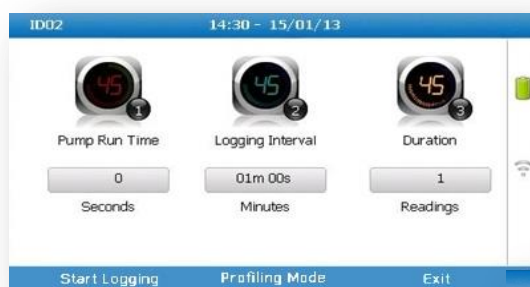 ID02 14:30 - 15/01/13
45 45 45
1 2 3
Pump Run Time Logging Interval Duration
0 01m 00s 1
Seconds Minutes Readings
Start Logging Profiling Mode Exit